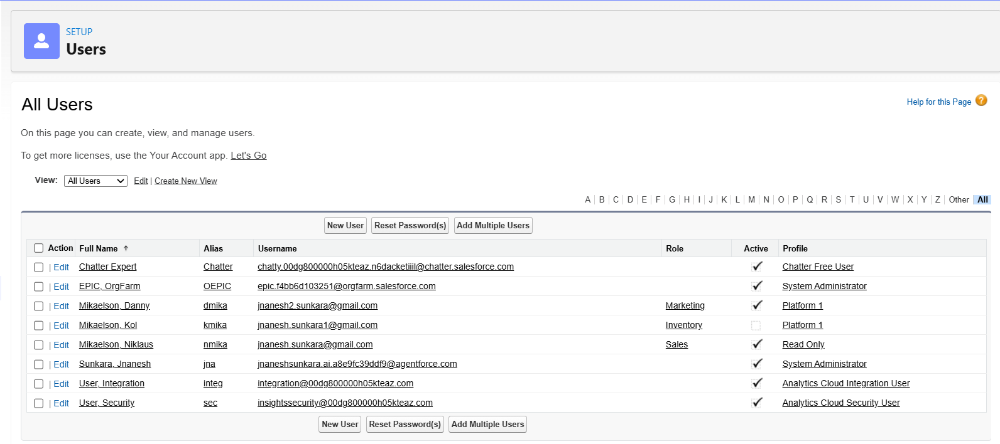 SETUP
Users
All Users
Help for this Page ?
On this page you can create, view, and manage users.
To get more licenses, use the Your Account app. Let's Go
View: All Users Edit | Create New View
A | B | C | D | E | F | G | H | I | J | K | L | M | N | O | P | Q | R | S | T | U | V | W | X | Y | Z | Other All
New User Reset Password(s) Add Multiple Users
Action Full Name ↑ Alias Username Role Active Profile
| Edit Chatter Expert Chatter chatty.00dg800000h05kteaz.n6dacketiiil@chatter.salesforce.com Chatter Free User
| Edit EPIC, OrgFarm OEPIC epic.f4bb6d103251@orgfarm.salesforce.com System Administrator
| Edit Mikaelson, Danny dmika jnanesh2.sunkara@gmail.com Marketing Platform 1
| Edit Mikaelson, Kol kmika jnanesh.sunkara1@gmail.com Inventory Platform 1
| Edit Mikaelson, Niklaus nmika jnanesh.sunkara@gmail.com Sales Read Only
| Edit Sunkara, Jnanesh jna jnaneshsunkara.ai.a8e9fc39ddf9@agentforce.com System Administrator
| Edit User, Integration integ integration@00dg800000h05kteaz.com Analytics Cloud Integration User
| Edit User, Security sec insightssecurity@00dg800000h05kteaz.com Analytics Cloud Security User
New User Reset Password(s) Add Multiple Users